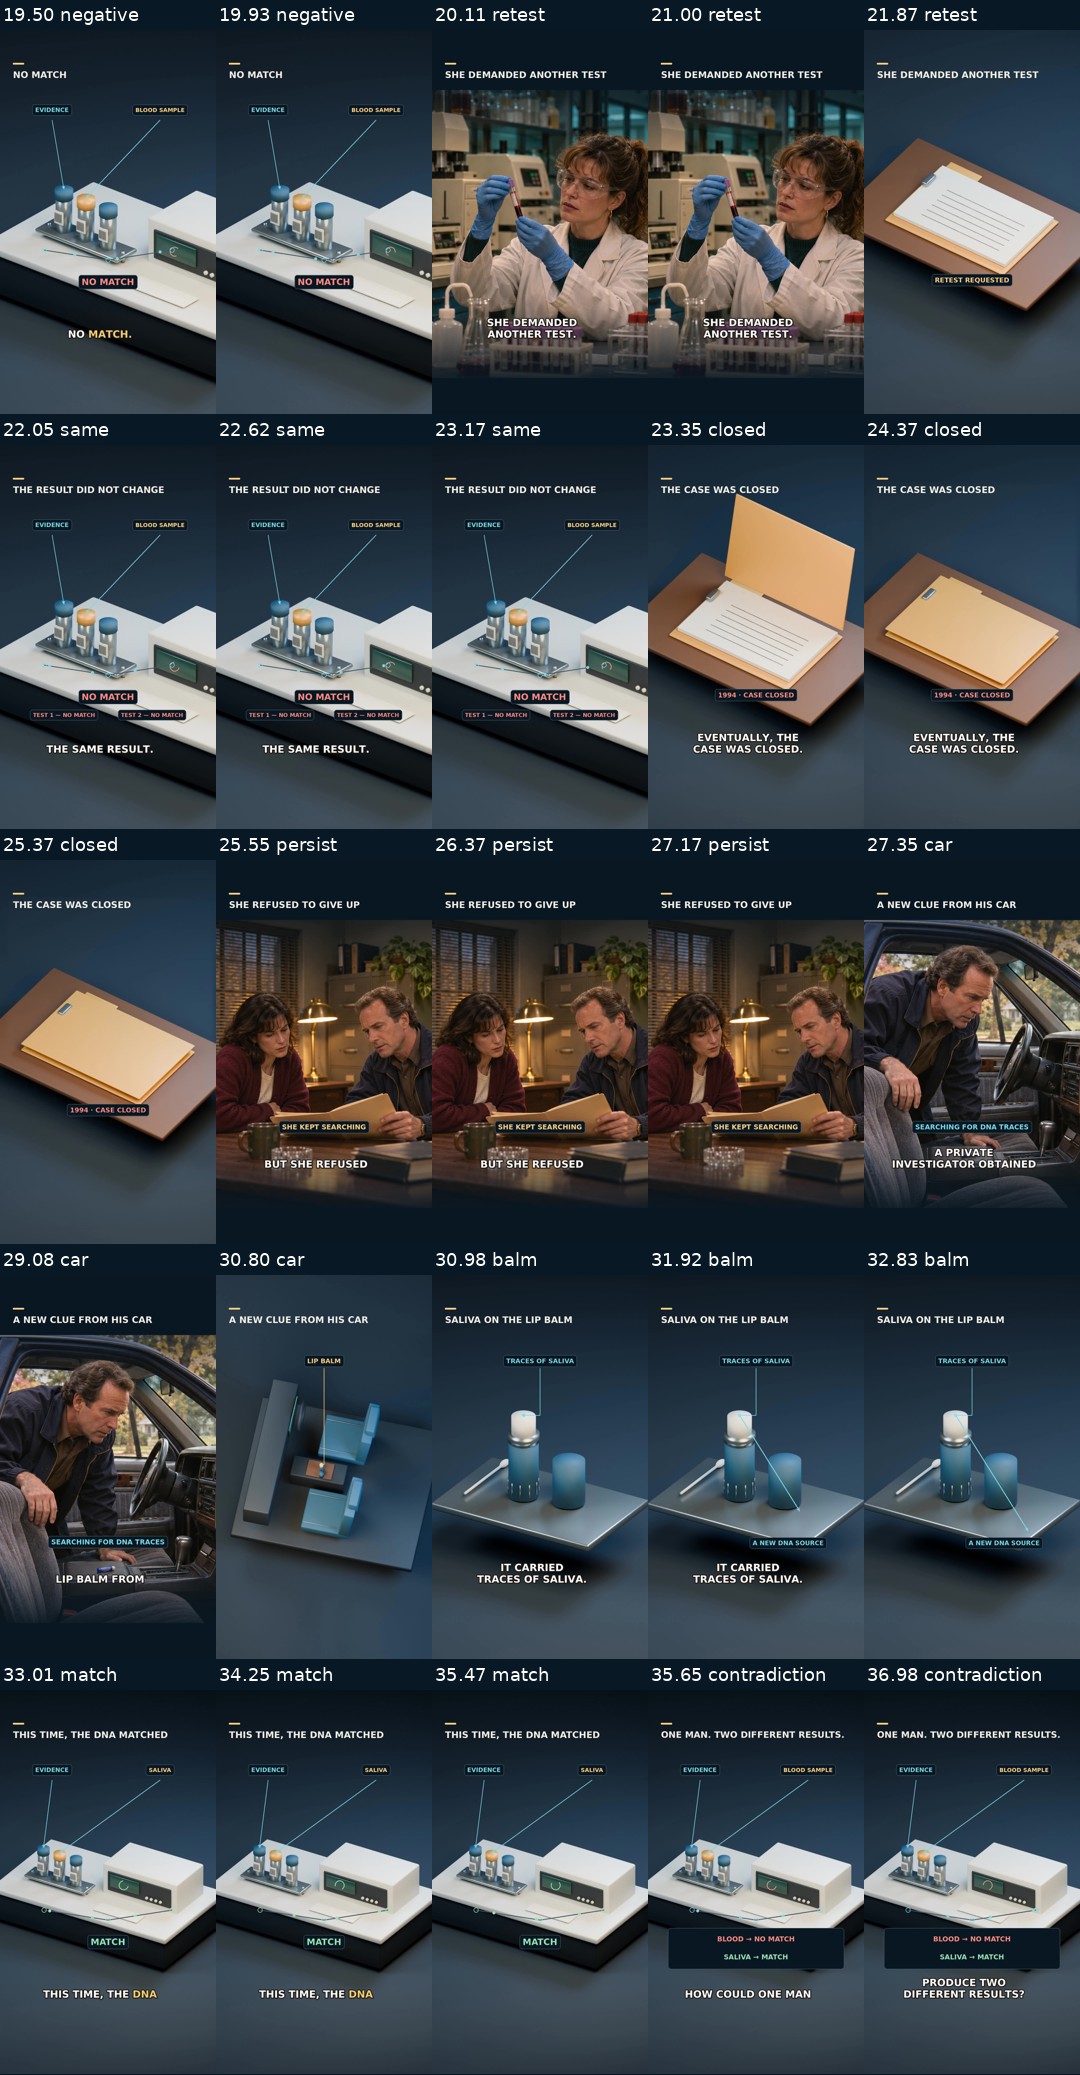 19.50 negative
NO MATCH
EVIDENCE
BLOOD SAMPLE
NO MATCH
NO MATCH.
19.93 negative
NO MATCH
EVIDENCE
BLOOD SAMPLE
NO MATCH
20.11 retest
SHE DEMANDED ANOTHER TEST
SHE DEMANDED
ANOTHER TEST.
21.00 retest
SHE DEMANDED ANOTHER TEST
SHE DEMANDED
ANOTHER TEST.
21.87 retest
SHE DEMANDED ANOTHER TEST
RETEST REQUESTED
22.05 same
THE RESULT DID NOT CHANGE
EVIDENCE
BLOOD SAMPLE
NO MATCH
TEST 1 — NO MATCH
TEST 2 — NO MATCH
THE SAME RESULT.
22.62 same
THE RESULT DID NOT CHANGE
EVIDENCE
BLOOD SAMPLE
NO MATCH
TEST 1 — NO MATCH
TEST 2 — NO MATCH
THE SAME RESULT.
23.17 same
THE RESULT DID NOT CHANGE
EVIDENCE
BLOOD SAMPLE
NO MATCH
TEST 1 — NO MATCH
TEST 2 — NO MATCH
23.35 closed
THE CASE WAS CLOSED
1994 · CASE CLOSED
EVENTUALLY, THE
CASE WAS CLOSED.
24.37 closed
THE CASE WAS CLOSED
1994 · CASE CLOSED
EVENTUALLY, THE
CASE WAS CLOSED.
25.37 closed
THE CASE WAS CLOSED
1994 · CASE CLOSED
25.55 persist
SHE REFUSED TO GIVE UP
SHE KEPT SEARCHING
BUT SHE REFUSED
26.37 persist
SHE REFUSED TO GIVE UP
SHE KEPT SEARCHING
BUT SHE REFUSED
27.17 persist
SHE REFUSED TO GIVE UP
SHE KEPT SEARCHING
27.35 car
A NEW CLUE FROM HIS CAR
SEARCHING FOR DNA TRACES
A PRIVATE
INVESTIGATOR OBTAINED
29.08 car
A NEW CLUE FROM HIS CAR
SEARCHING FOR DNA TRACES
LIP BALM FROM
30.80 car
A NEW CLUE FROM HIS CAR
LIP BALM
30.98 balm
SALIVA ON THE LIP BALM
TRACES OF SALIVA
IT CARRIED
TRACES OF SALIVA.
31.92 balm
SALIVA ON THE LIP BALM
TRACES OF SALIVA
A NEW DNA SOURCE
IT CARRIED
TRACES OF SALIVA.
32.83 balm
SALIVA ON THE LIP BALM
TRACES OF SALIVA
A NEW DNA SOURCE
33.01 match
THIS TIME, THE DNA MATCHED
EVIDENCE
SALIVA
MATCH
THIS TIME, THE DNA
34.25 match
THIS TIME, THE DNA MATCHED
EVIDENCE
SALIVA
MATCH
THIS TIME, THE DNA
35.47 match
THIS TIME, THE DNA MATCHED
EVIDENCE
SALIVA
MATCH
35.65 contradiction
ONE MAN. TWO DIFFERENT RESULTS.
EVIDENCE
BLOOD SAMPLE
BLOOD → NO MATCH
SALIVA → MATCH
HOW COULD ONE MAN
36.98 contradiction
ONE MAN. TWO DIFFERENT RESULTS.
EVIDENCE
BLOOD SAMPLE
BLOOD → NO MATCH
SALIVA → MATCH
PRODUCE TWO
DIFFERENT RESULTS?